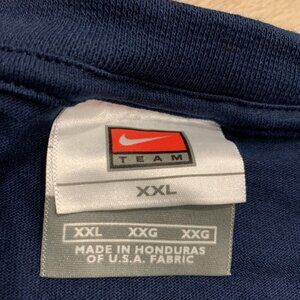 TEAM
XXL
XXL XXG XXG
MADE IN HONDURAS
OF U.S.A. FABRIC